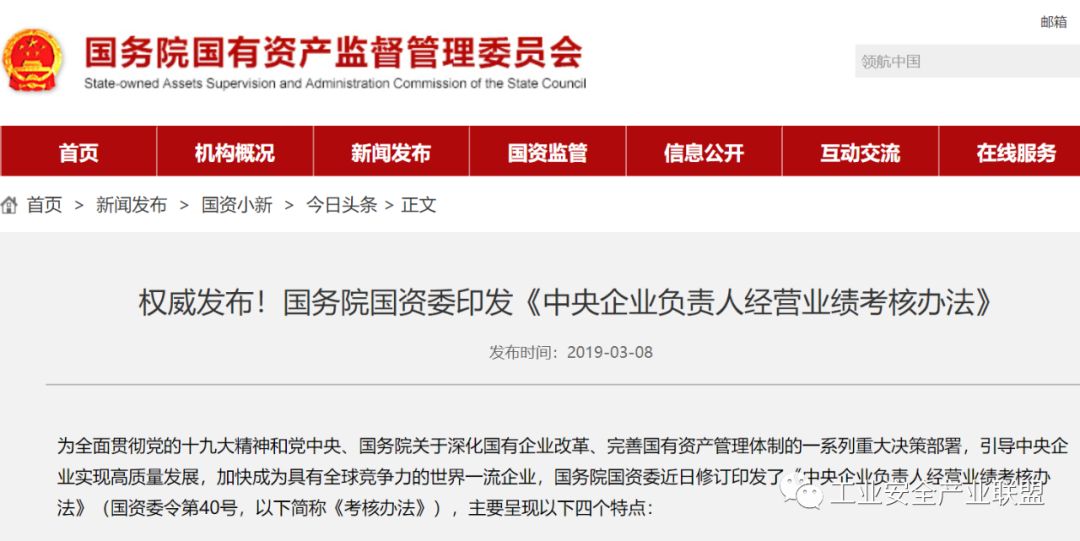 邮箱
国务院国有资产监督管理委员会
State-owned Assets Supervision and Administration Commission of the State Council
领航中国
首页 机构概况 新闻发布 国资监管 信息公开 互动交流 在线服务
首页 > 新闻发布 > 国资小新 > 今日头条 > 正文
权威发布！国务院国资委印发《中央企业负责人经营业绩考核办法》
发布时间：2019-03-08
为全面贯彻党的十九大精神和党中央、国务院关于深化国有企业改革、完善国有资产管理体制的一系列重大决策部署，引导中央企
业实现高质量发展，加快成为具有全球竞争力的世界一流企业，国务院国资委近日修订印发了《中央企业负责人经营业绩考核办
法》（国资委令第40号，以下简称《考核办法》），主要呈现以下四个特点：
工业安全产业联盟